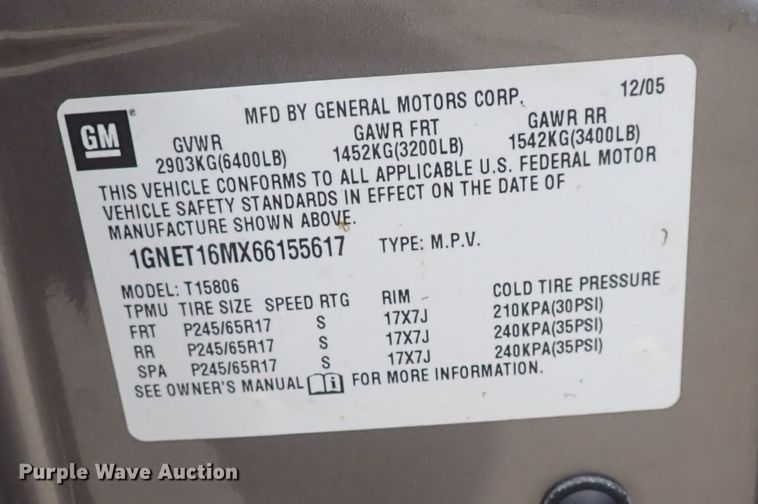 GM
®
MFD BY GENERAL MOTORS CORP. 12/05
GVWR GAWR FRT GAWR RR
2903KG(6400LB) 1452KG(3200LB) 1542KG(3400LB)
THIS VEHICLE CONFORMS TO ALL APPLICABLE U.S. FEDERAL MOTOR
VEHICLE SAFETY STANDARDS IN EFFECT ON THE DATE OF
MANUFACTURE SHOWN ABOVE.
1GNET16MX66155617 TYPE: M.P.V.
MODEL: T15806
TPMU TIRE SIZE SPEED RTG RIM COLD TIRE PRESSURE
FRT P245/65R17 S 17X7J 210KPA(30PSI)
RR P245/65R17 S 17X7J 240KPA(35PSI)
SPA P245/65R17 S 17X7J 240KPA(35PSI)
SEE OWNER'S MANUAL i FOR MORE INFORMATION.
Purple Wave Auction